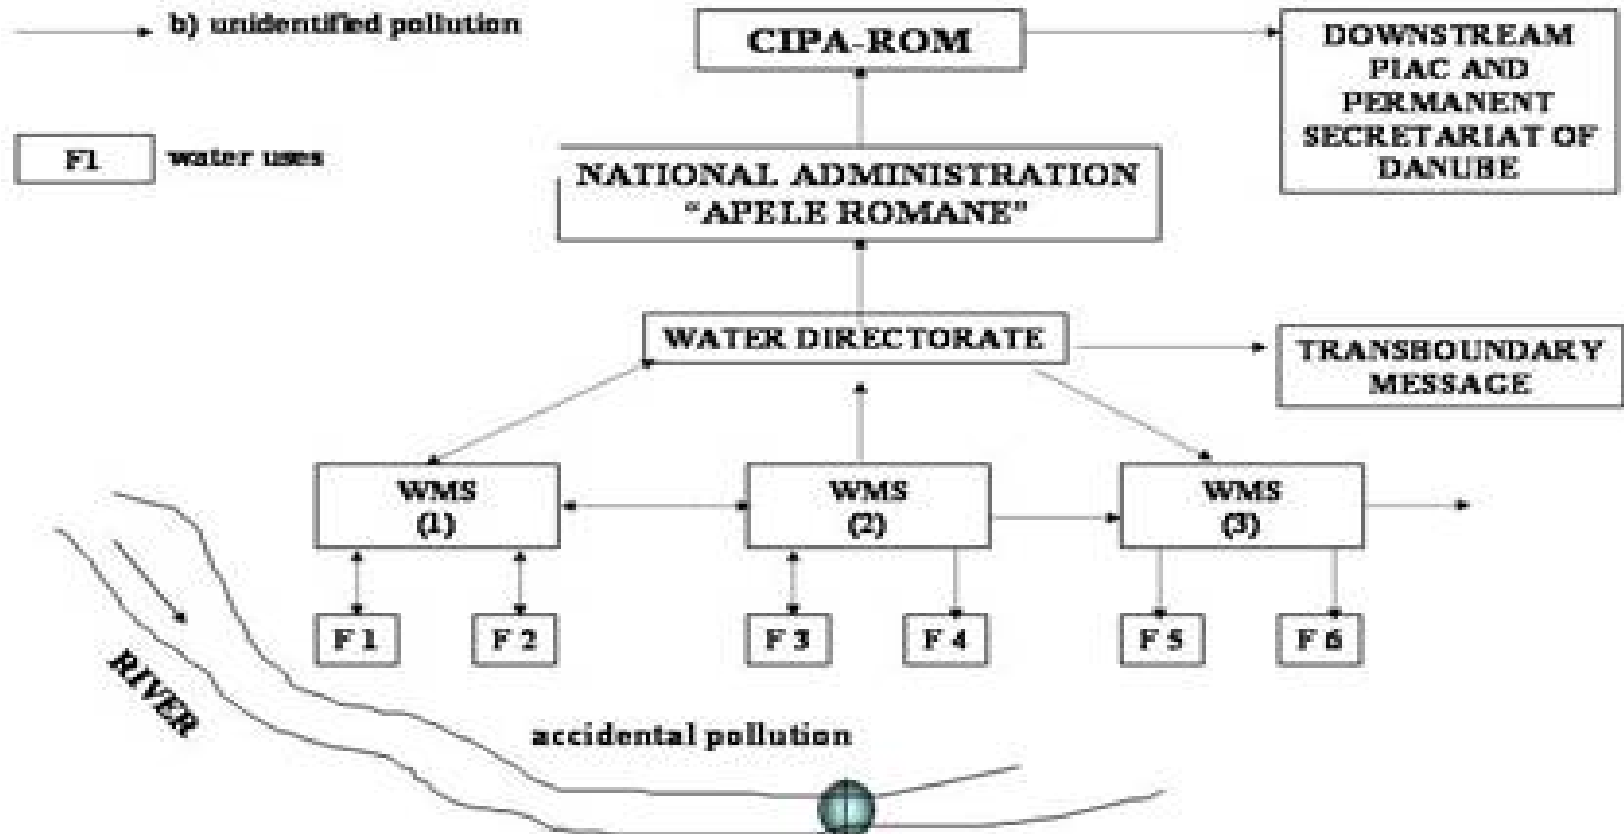 b) unidentified pollution
F1 water uses
CIPA-ROM
DOWNSTREAM
PIAC AND
PERMANENT
SECRETARIAT OF
DANUBE
NATIONAL ADMINISTRATION
"APELE ROMANE"
WATER DIRECTORATE
TRANSBOUNDARY
MESSAGE
WMS
(1)
WMS
(2)
WMS
(3)
F 1
F 2
F 3
F 4
F 5
F 6
RIVER
accidental pollution